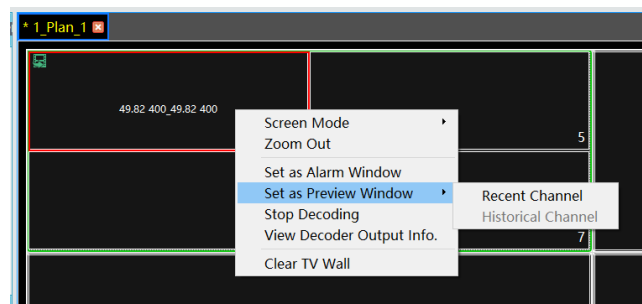 * 1_Plan_1
49.82 400_49.82 400
Screen Mode
Zoom Out
5
Set as Alarm Window
Set as Preview Window
Recent Channel
Stop Decoding
Historical Channel
View Decoder Output Info.
7
Clear TV Wall